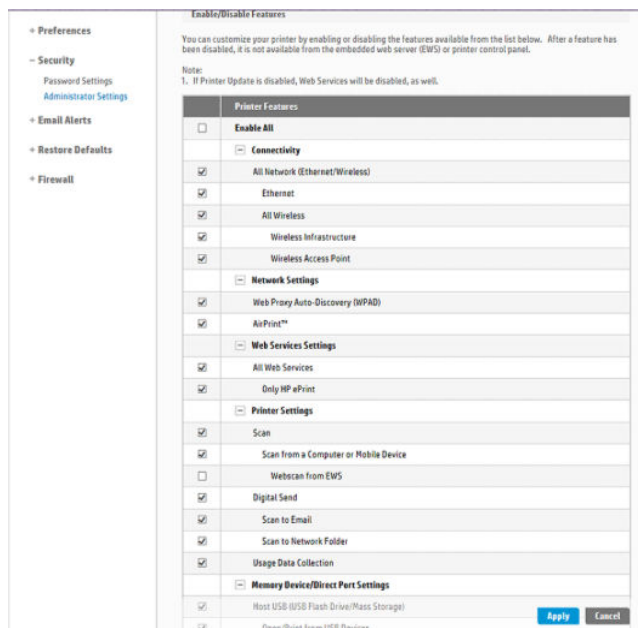 Enable/Disable Features
+ Preferences
You can customize your printer by enabling or disabling the features available from the list below. After a feature has
been disabled, it is not available from the embedded web server (EWS) or printer control panel.
- Security
Password Settings
Administrator Settings
+ Email Alerts
+ Restore Defaults
+ Firewall
Note:
1. If Printer Update is disabled, Web Services will be disabled, as well.
Printer Features
Enable All
Connectivity
All Network (Ethernet/Wireless)
Ethernet
All Wireless
Wireless Infrastructure
Wireless Access Point
Network Settings
Web Proxy Auto-Discovery (WPAD)
AirPrint™
Web Services Settings
All Web Services
Only HP ePrint
Printer Settings
Scan
Scan from a Computer or Mobile Device
Webscan from EWS
Digital Send
Scan to Email
Scan to Network Folder
Usage Data Collection
Memory Device/Direct Port Settings
Host USB (USB Flash Drive/Mass Storage)
Open/Print from USB Devices
Apply Cancel